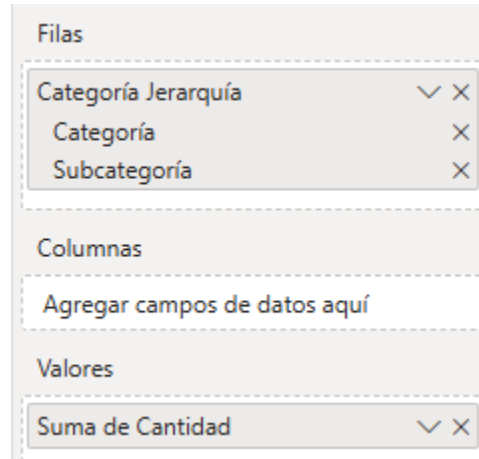 Filas
Categoría Jerarquía
Categoría
Subcategoría
Columnas
Agregar campos de datos aquí
Valores
Suma de Cantidad